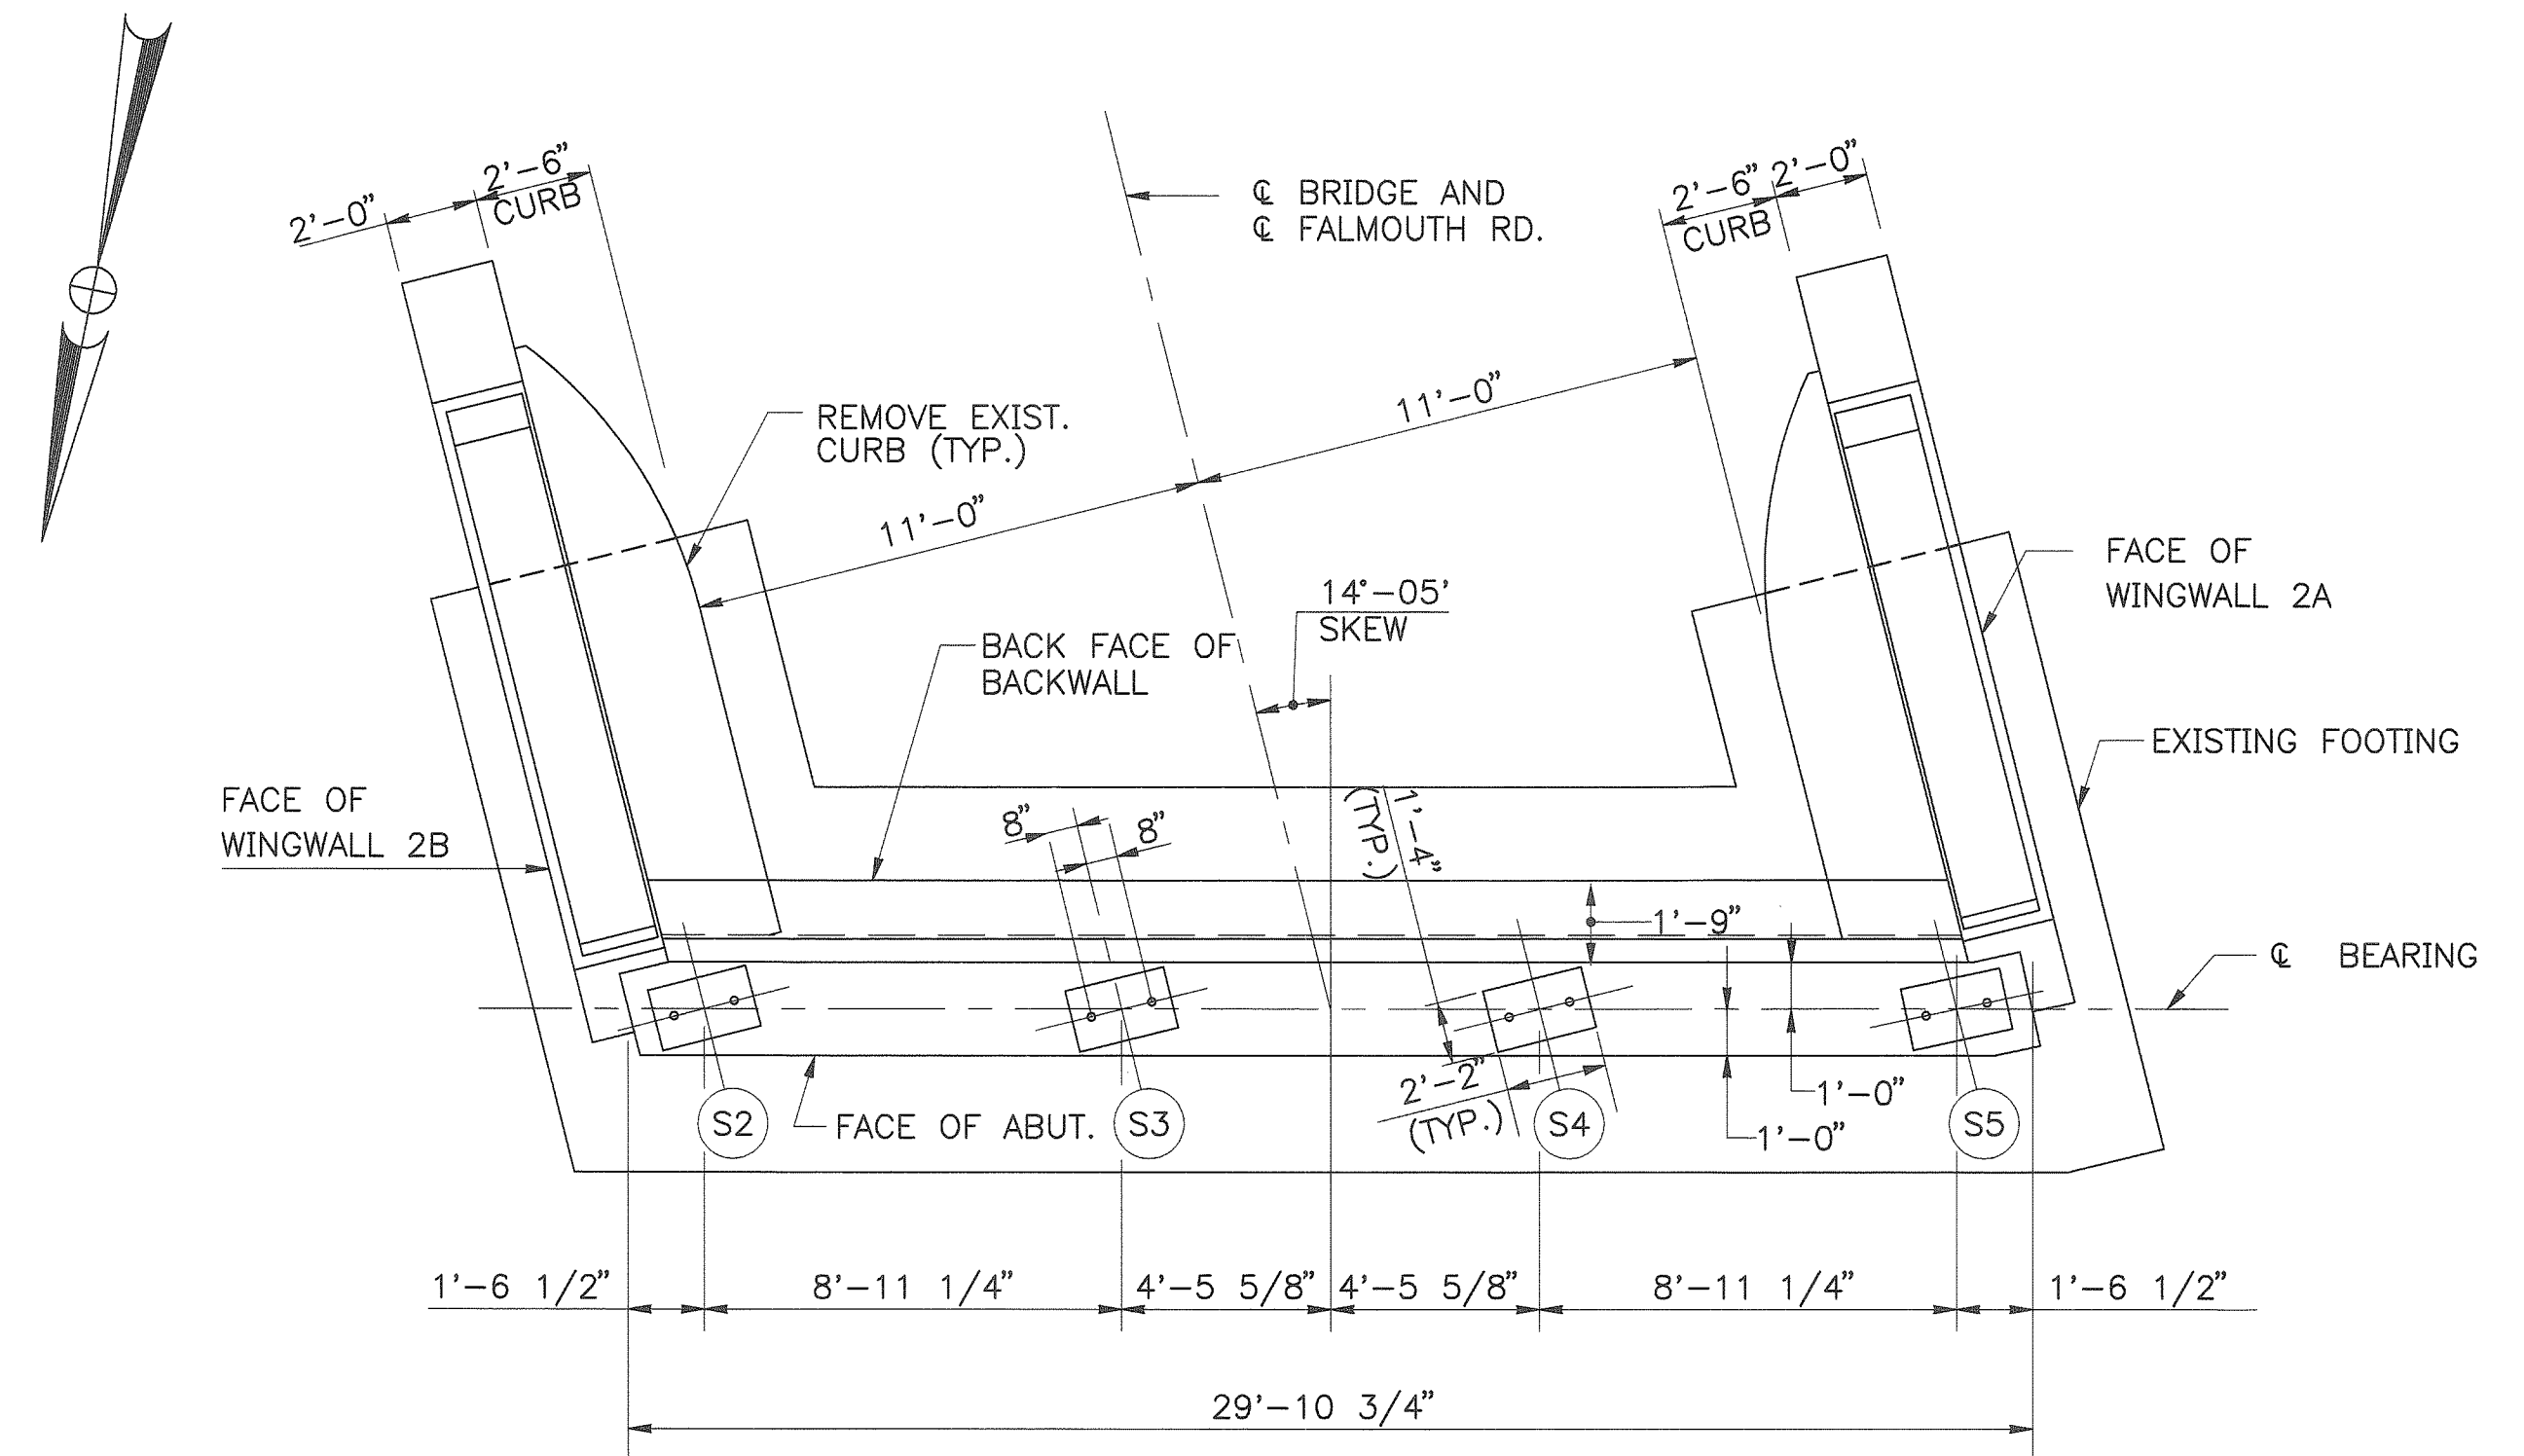 2'-0"
2'-6"
CURB
2'-6"
CURB
2'-0"
℄ BRIDGE AND
℄ FALMOUTH RD.
REMOVE EXIST.
CURB (TYP.)
11'-0"
11'-0"
14°-05'
SKEW
FACE OF
WINGWALL 2A
BACK FACE OF
BACKWALL
EXISTING FOOTING
FACE OF
WINGWALL 2B
8"
8"
1'-4"
(TYP.)
1'-9"
℄ BEARING
2'-2"
(TYP.)
1'-0"
1'-0"
S2
FACE OF ABUT.
S3
S4
S5
1'-6 1/2"
8'-11 1/4"
4'-5 5/8"
4'-5 5/8"
8'-11 1/4"
1'-6 1/2"
29'-10 3/4"